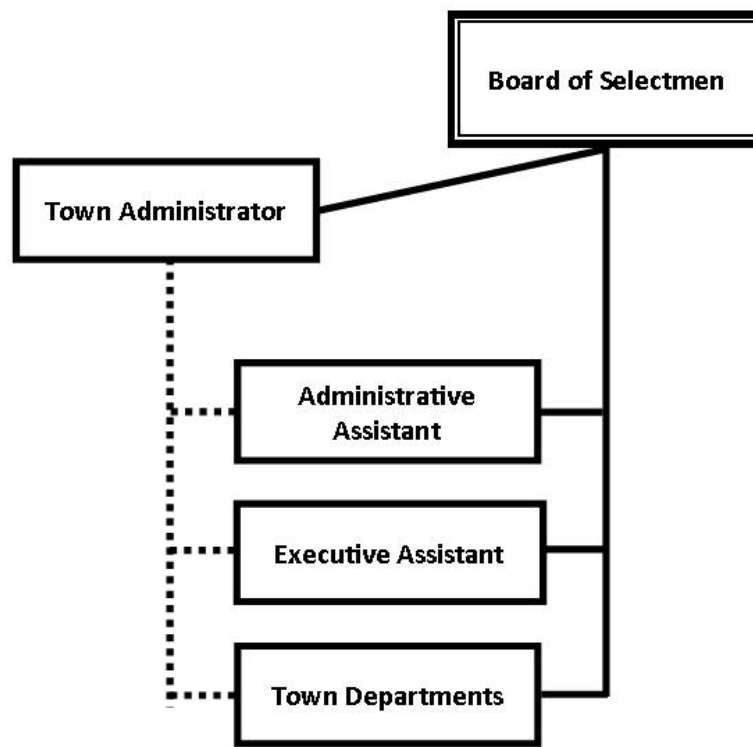 Board of Selectmen
Town Administrator
Administrative
Assistant
Executive Assistant
Town Departments